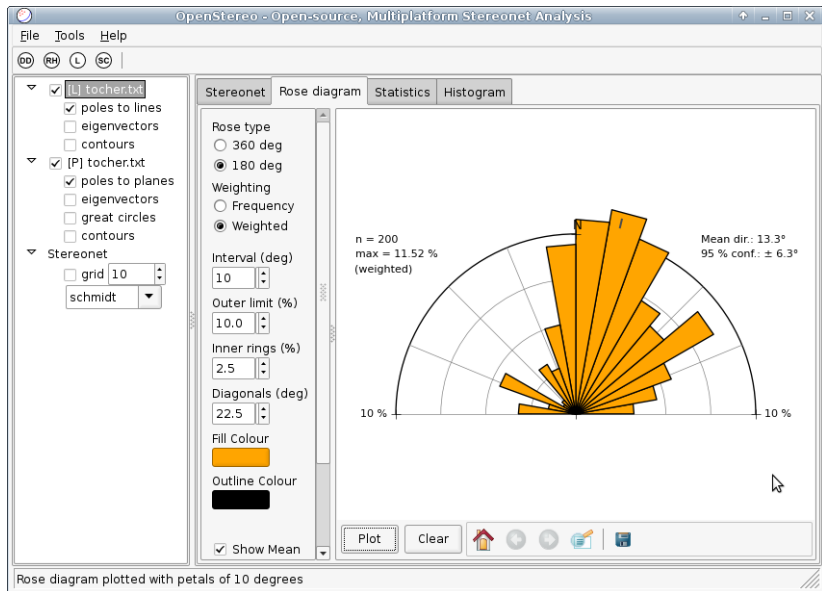 OpenStereo - Open-source, Multiplatform Stereonet Analysis
File Tools Help
DD RH L SC
[L] tocher.txt
poles to lines
eigenvectors
contours
[P] tocher.txt
poles to planes
eigenvectors
great circles
contours
Stereonet
grid 10
schmidt
Stereonet Rose diagram Statistics Histogram
Rose type
360 deg
180 deg
Weighting
Frequency
Weighted
Interval (deg)
10
Outer limit (%)
10.0
Inner rings (%)
2.5
Diagonals (deg)
22.5
Fill Colour
Outline Colour
Show Mean
N
n = 200
max = 11.52 %
(weighted)
Mean dir.: 13.3°
95 % conf.: ± 6.3°
10 %
10 %
Plot Clear
Rose diagram plotted with petals of 10 degrees